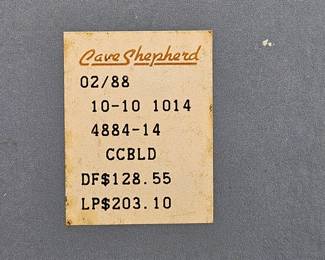 Cave Shepherd
02/88
10-10 1014
4884-14
CCBLD
DF$128.55
LP$203.10